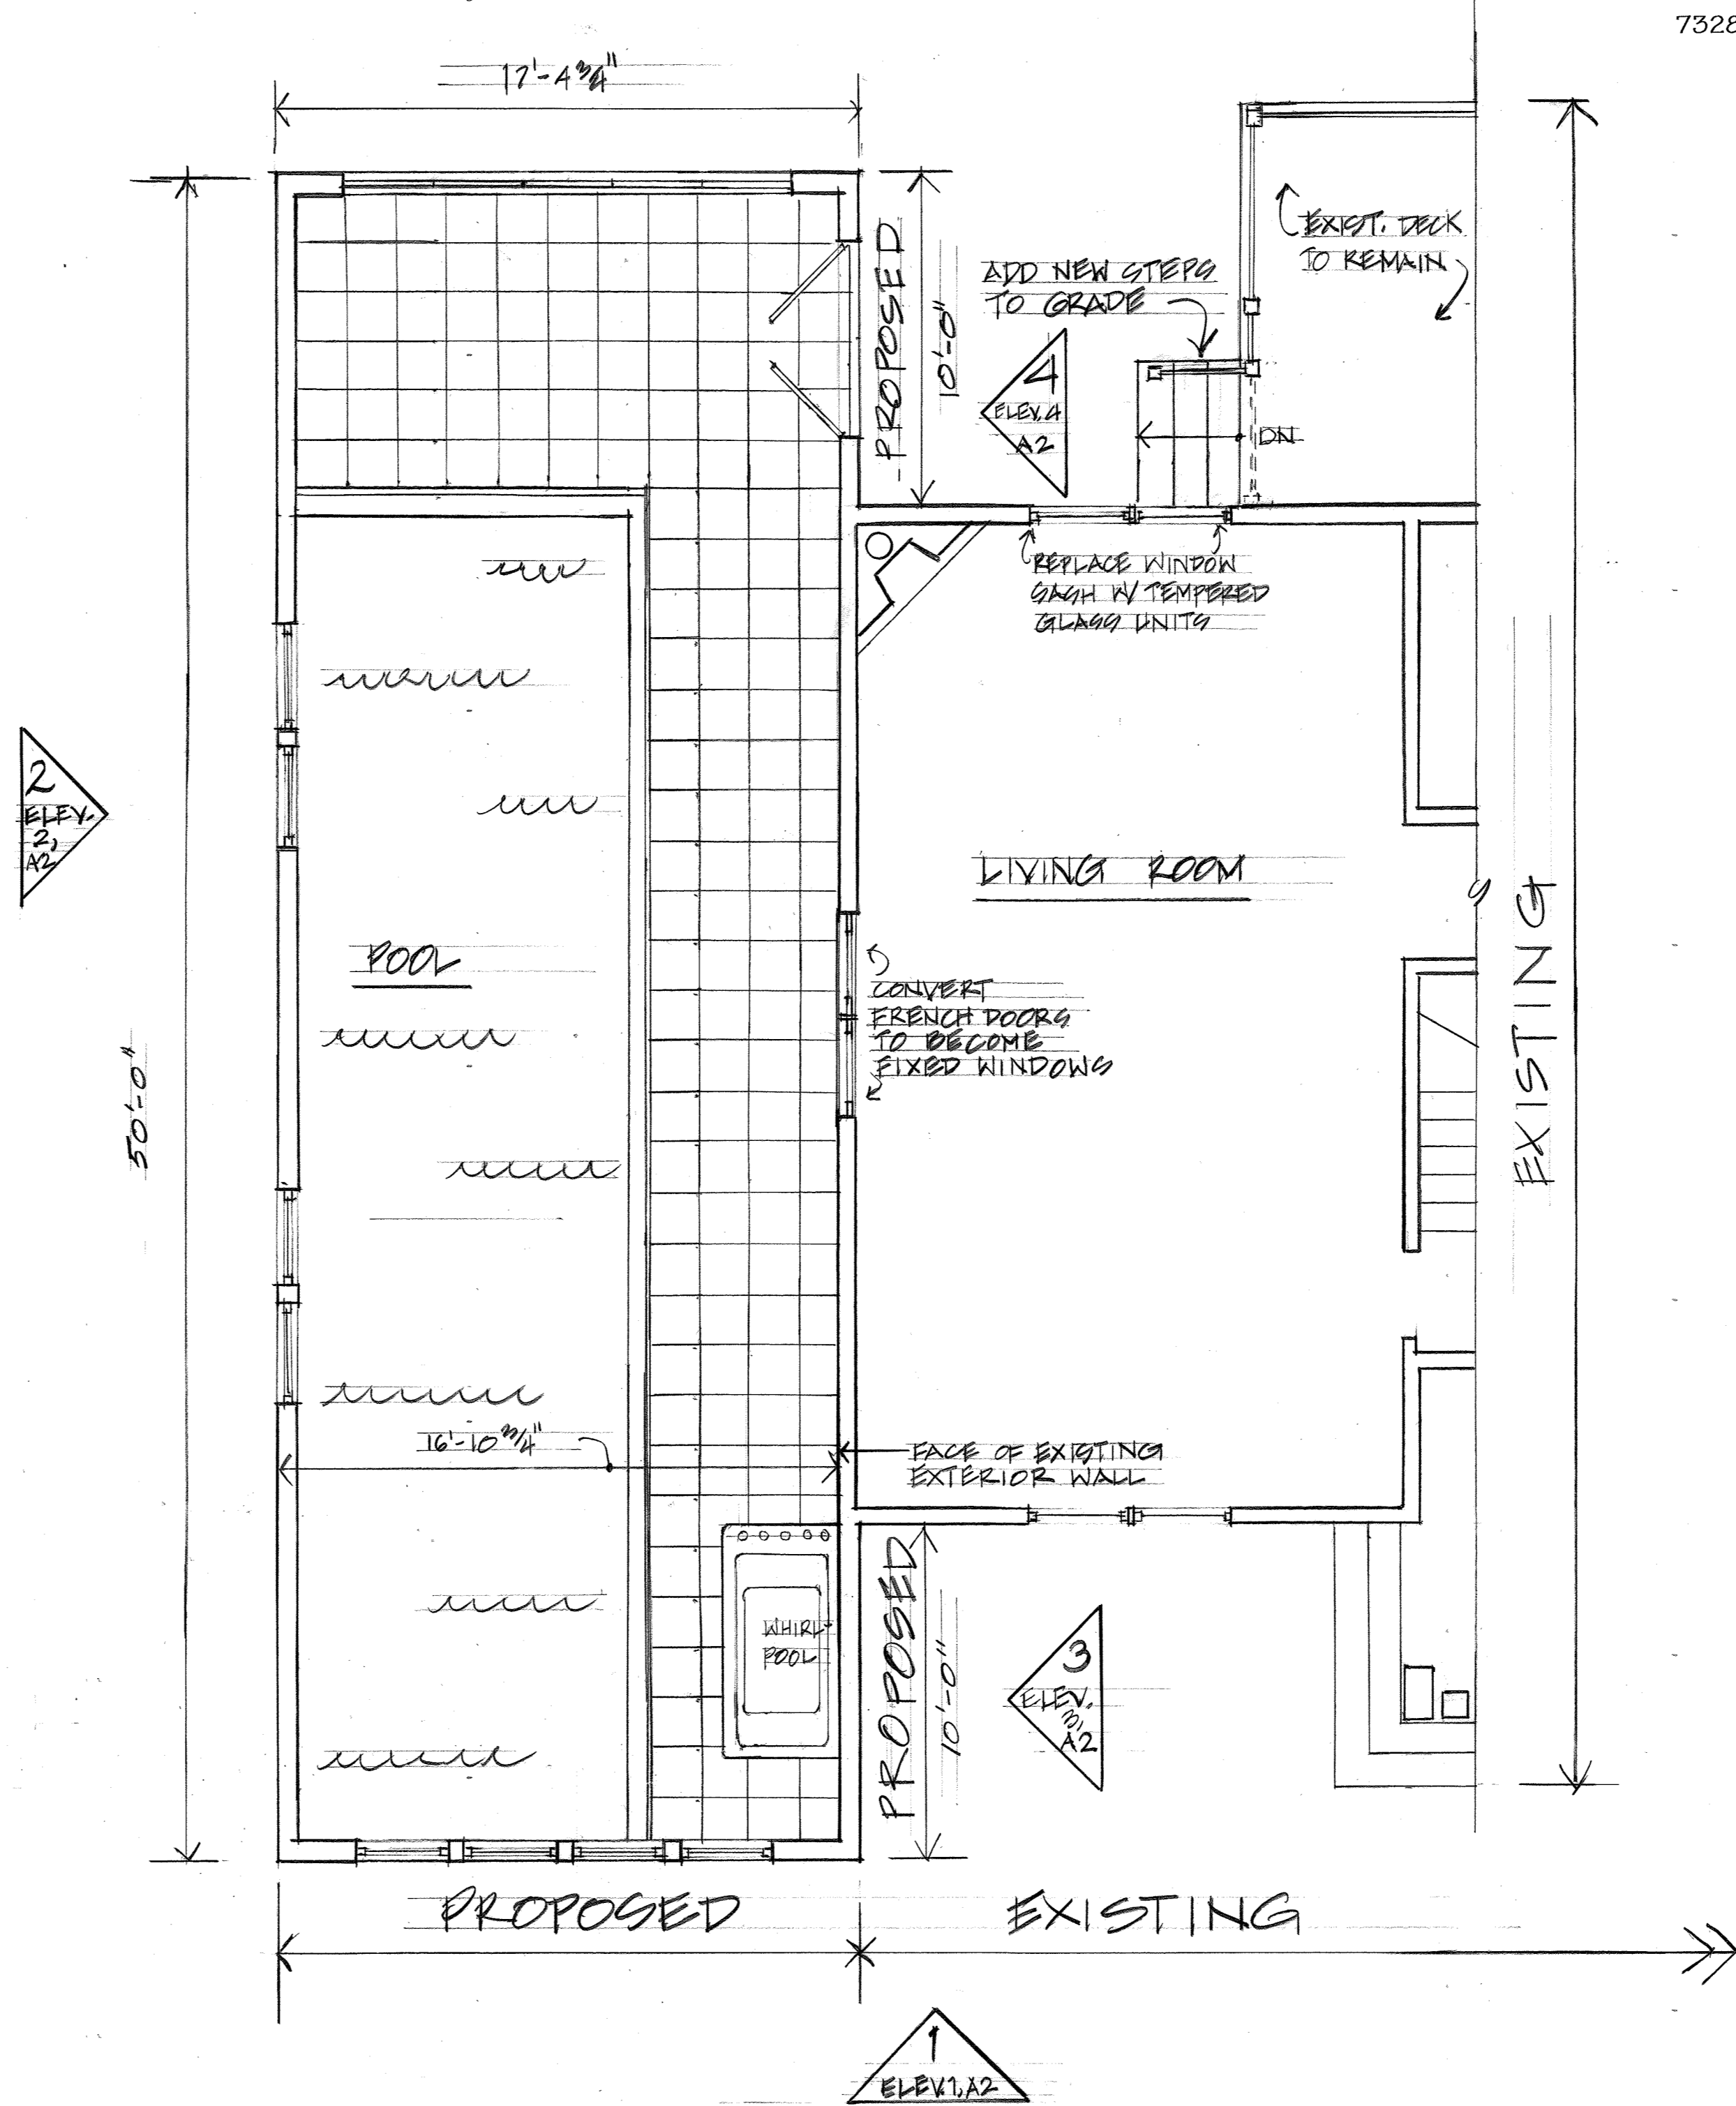 7328
17'-4 3/4"
EXIST. DECK
TO REMAIN
ADD NEW STEPS
TO GRADE
PROPOSED
10'-0"
4
ELEV. 4
A2
DN
REPLACE WINDOW
SASH W/ TEMPERED
GLASS UNITS
2
ELEV.
2,
A2
LIVING ROOM
EXISTING
POOL
CONVERT
FRENCH DOORS
TO BECOME
FIXED WINDOWS
50'-0"
16'-10 3/4"
FACE OF EXISTING
EXTERIOR WALL
WHIRL-
POOL
PROPOSED
10'-0"
3
ELEV.
3,
A2
PROPOSED
EXISTING
1
ELEV. 1, A2